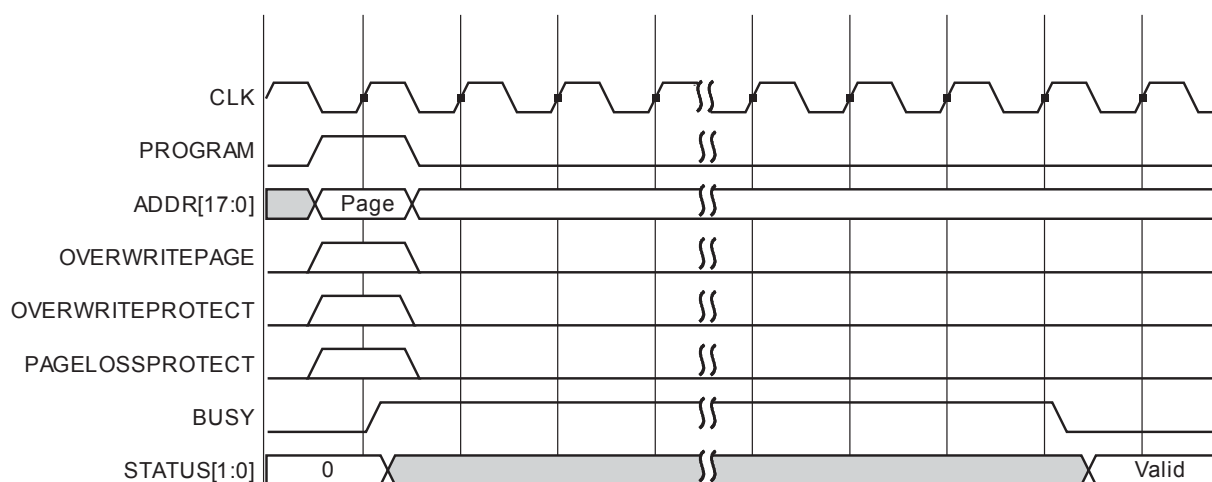 CLK
PROGRAM
ADDR[17:0] Page
OVERWRITEPAGE
OVERWRITEPROTECT
PAGELOSSPROTECT
BUSY
STATUS[1:0] 0 Valid